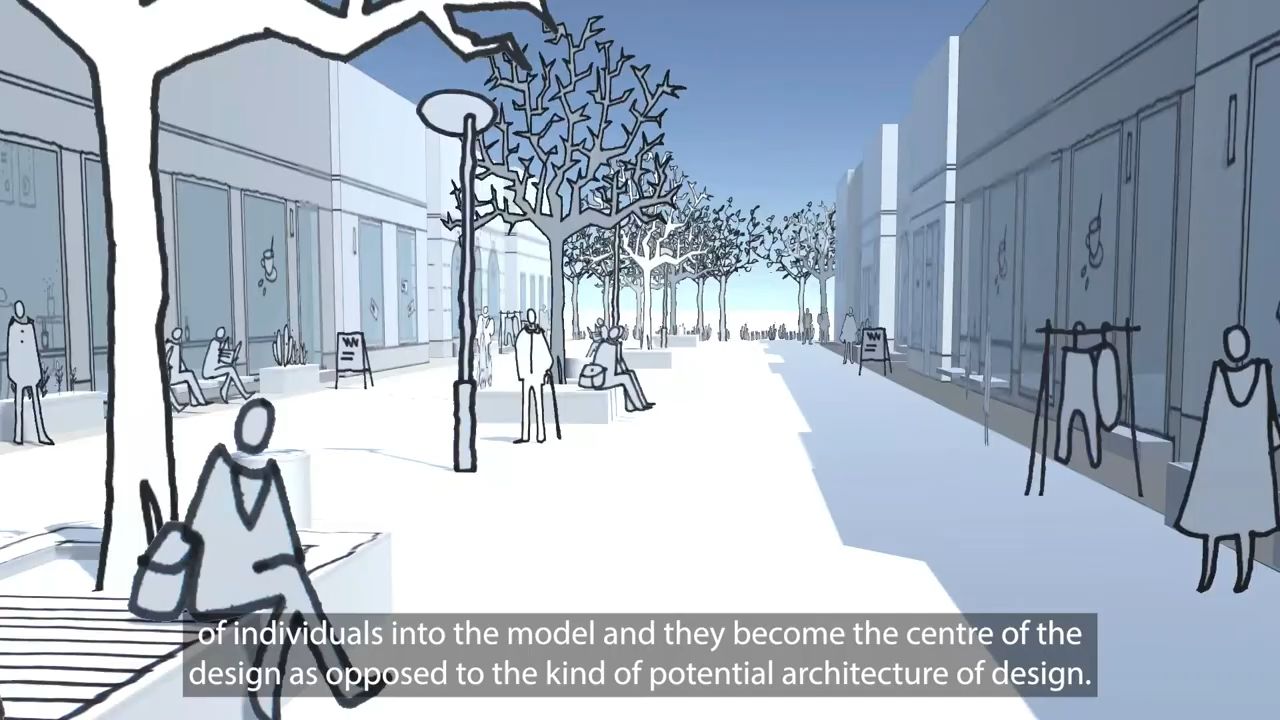 of individuals into the model and they become the centre of the
design as opposed to the kind of potential architecture of design.